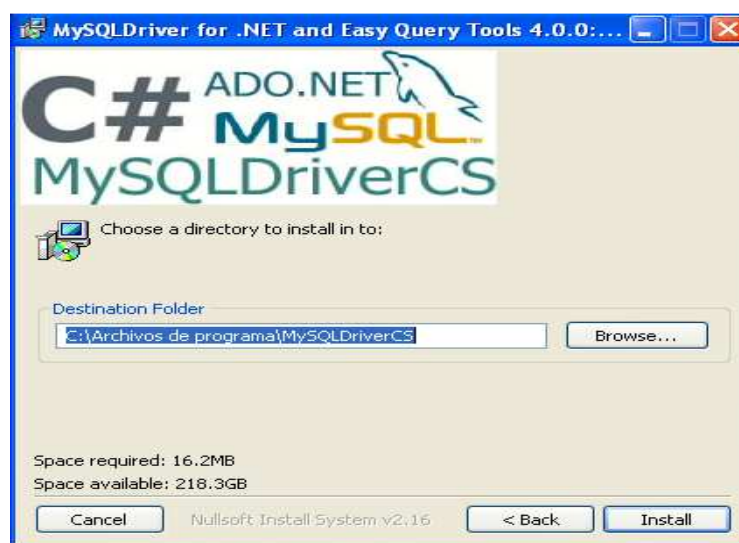 MySQLDriver for .NET and Easy Query Tools 4.0.0:...
C# ADO.NET
MySQL
MySQLDriverCS
Choose a directory to install in to:
Destination Folder
C:\Archivos de programa\MySQLDriverCS
Browse...
Space required: 16.2MB
Space available: 218.3GB
Cancel
Nullsoft Install System v2.16
< Back
Install